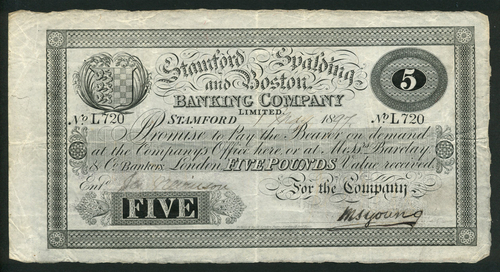 Stamford Spalding
5
and Boston
BANKING COMPANY
LIMITED.
No L720 STAMFORD 1897 No L720
Promise to Pay the Bearer on demand
at the Company's Office here or at Messrs Barclay
& Co Bankers London FIVE POUNDS Value received
Entd
For the Company
FIVE